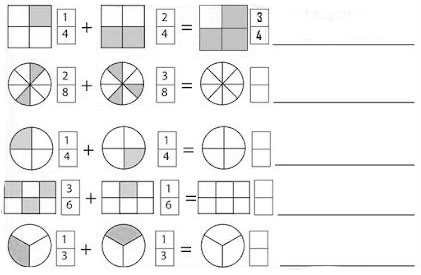 1/4 + 2/4 = 3/4
2/8 + 3/8 =
1/4 + 1/4 =
3/6 + 1/6 =
1/3 + 1/3 =